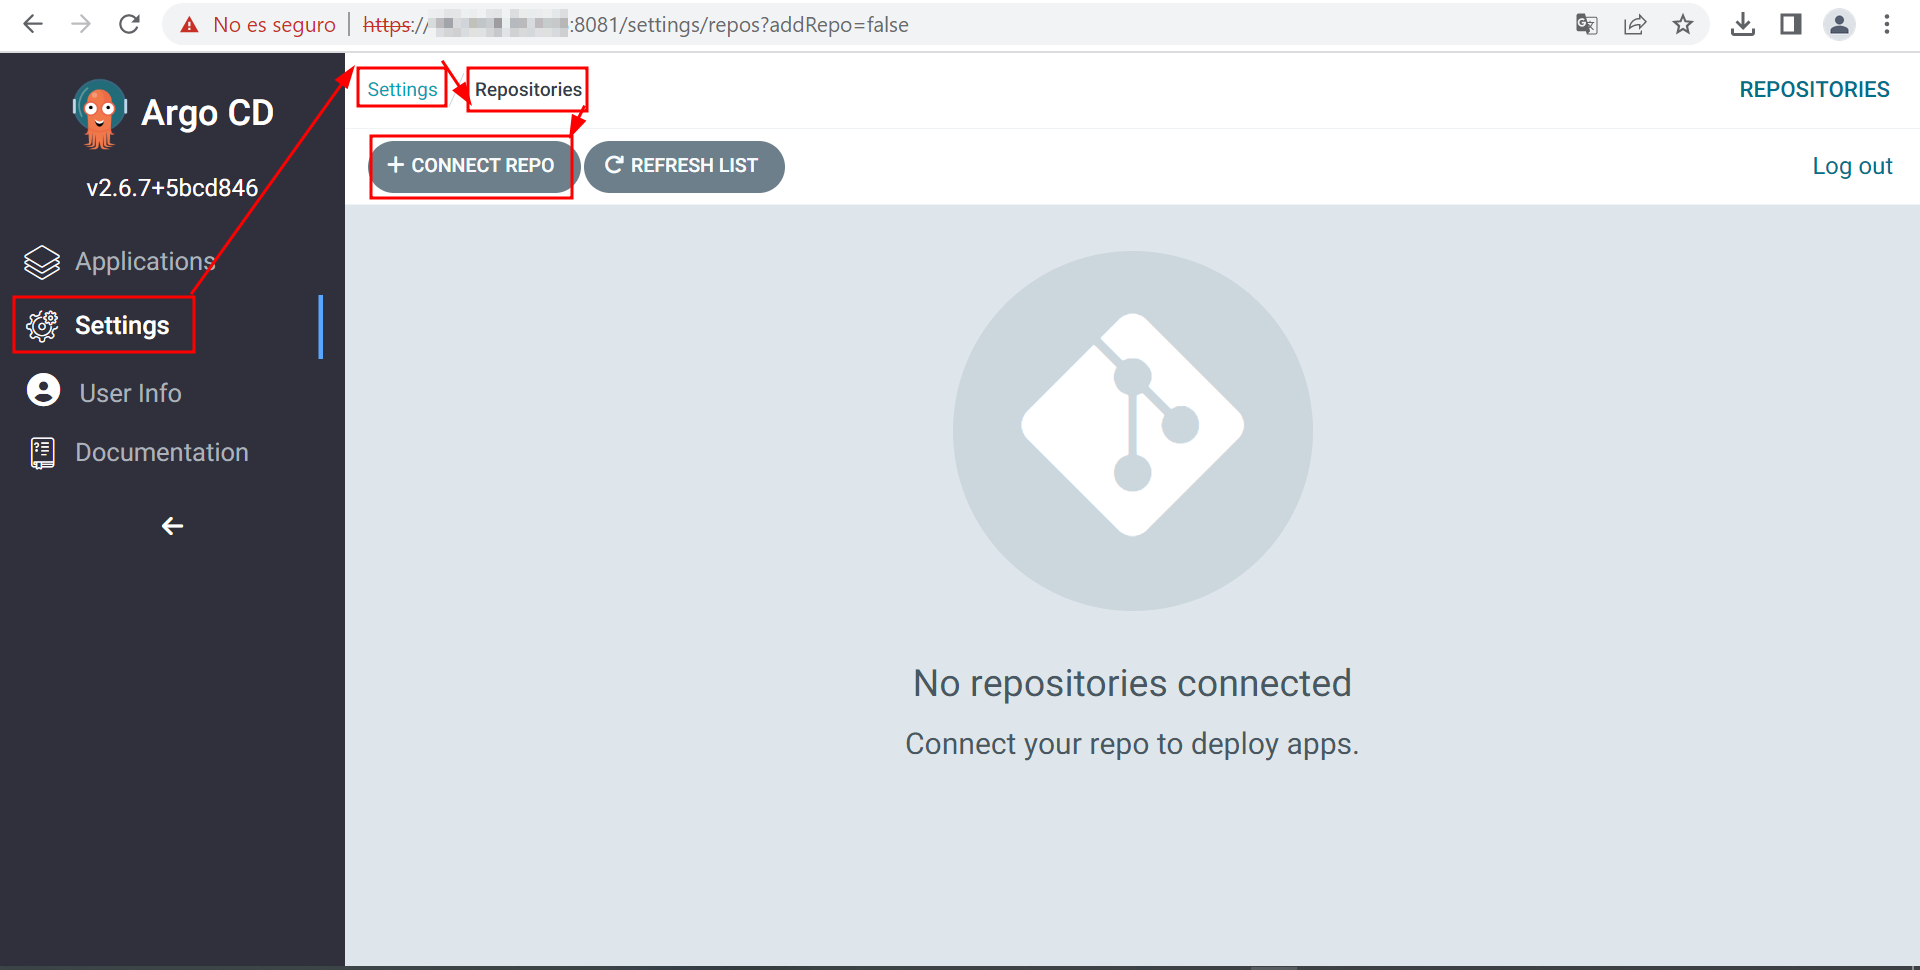 No es seguro | https://:8081/settings/repos?addRepo=false
Argo CD
v2.6.7+5bcd846
Applications
Settings
User Info
Documentation
Settings / Repositories
REPOSITORIES
+ CONNECT REPO
REFRESH LIST
Log out
No repositories connected
Connect your repo to deploy apps.